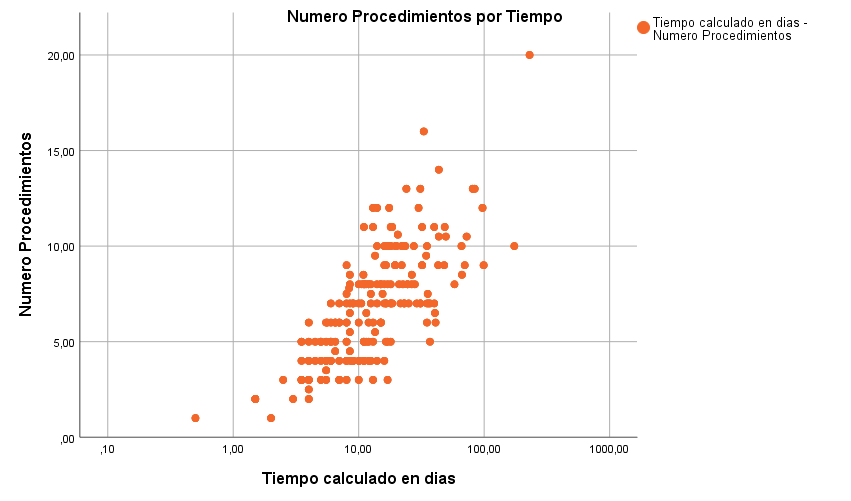 Numero Procedimientos por Tiempo
Tiempo calculado en dias -
Numero Procedimientos
20,00
15,00
10,00
5,00
,00
Numero Procedimientos
,10
1,00
10,00
100,00
1000,00
Tiempo calculado en dias